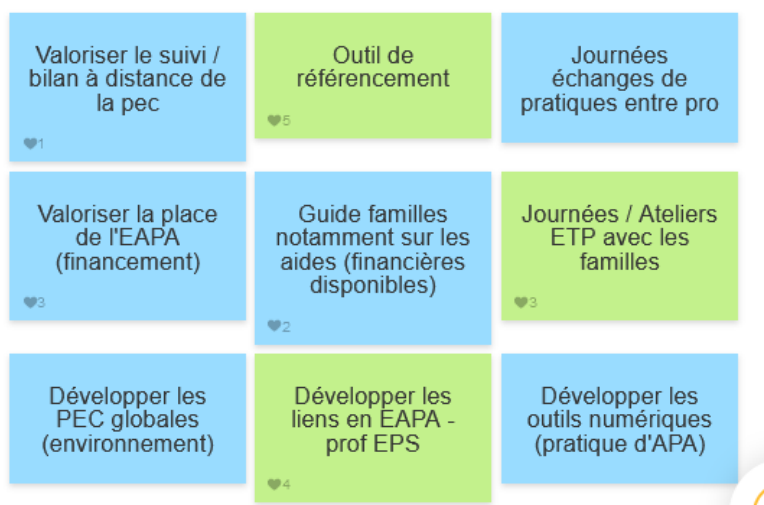 Valoriser le suivi /
bilan à distance de
la pec
1
Outil de
référencement
5
Journées
échanges de
pratiques entre pro
Valoriser la place
de l'EAPA
(financement)
3
Guide familles
notamment sur les
aides (financières
disponibles)
2
Journées / Ateliers
ETP avec les
familles
3
Développer les
PEC globales
(environnement)
Développer les
liens en EAPA -
prof EPS
4
Développer les
outils numériques
(pratique d'APA)